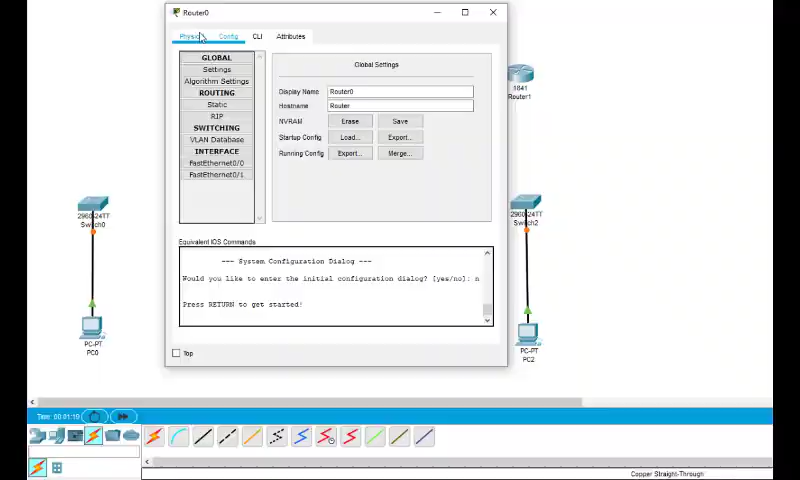 Router0
Physical Config CLI Attributes
GLOBAL
Settings
Algorithm Settings
ROUTING
Static
RIP
SWITCHING
VLAN Database
INTERFACE
FastEthernet0/0
FastEthernet0/1
Global Settings
Display Name Router0
Hostname Router
NVRAM Erase Save
Startup Config Load... Export...
Running Config Export... Merge...
Equivalent IOS Commands
--- System Configuration Dialog ---
Would you like to enter the initial configuration dialog? [yes/no]: n
Press RETURN to get started!
Top
1841
Router1
2960-24TT
Switch0
2960-24TT
Switch2
PC-PT
PC0
PC-PT
PC2
Time: 00:01:19
Copper Straight-Through